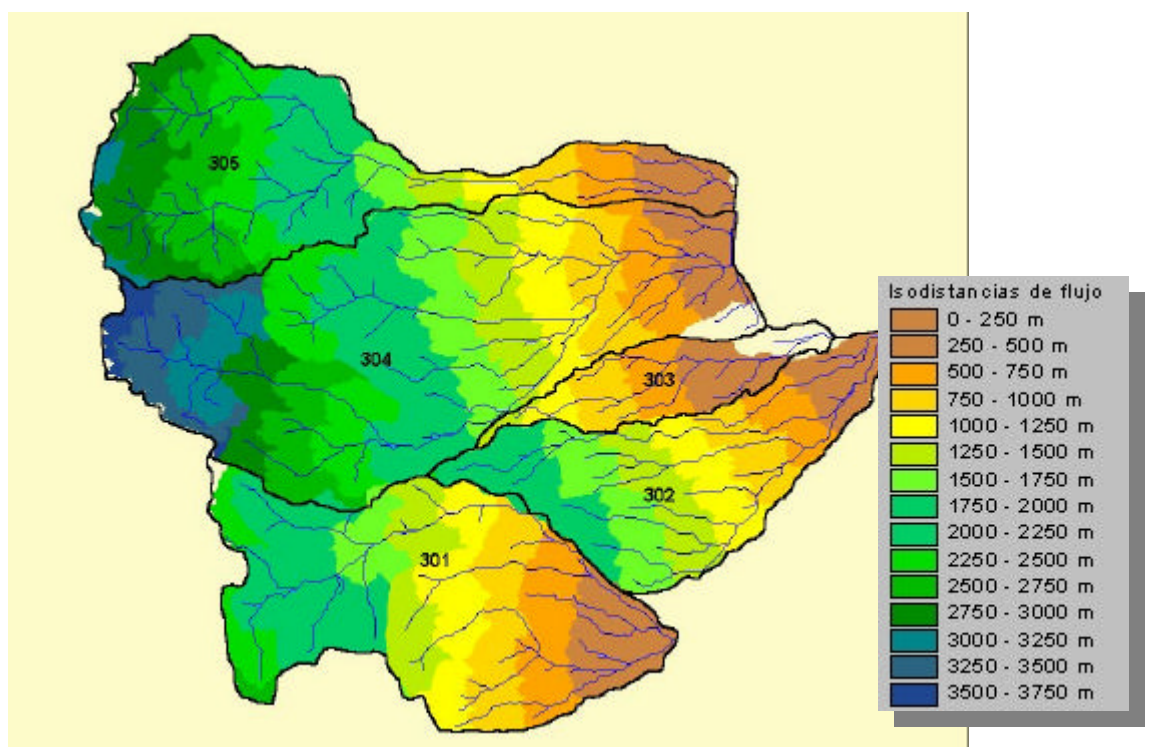 305
304
303
302
301
Isodistancias de flujo
0 - 250 m
250 - 500 m
500 - 750 m
750 - 1000 m
1000 - 1250 m
1250 - 1500 m
1500 - 1750 m
1750 - 2000 m
2000 - 2250 m
2250 - 2500 m
2500 - 2750 m
2750 - 3000 m
3000 - 3250 m
3250 - 3500 m
3500 - 3750 m